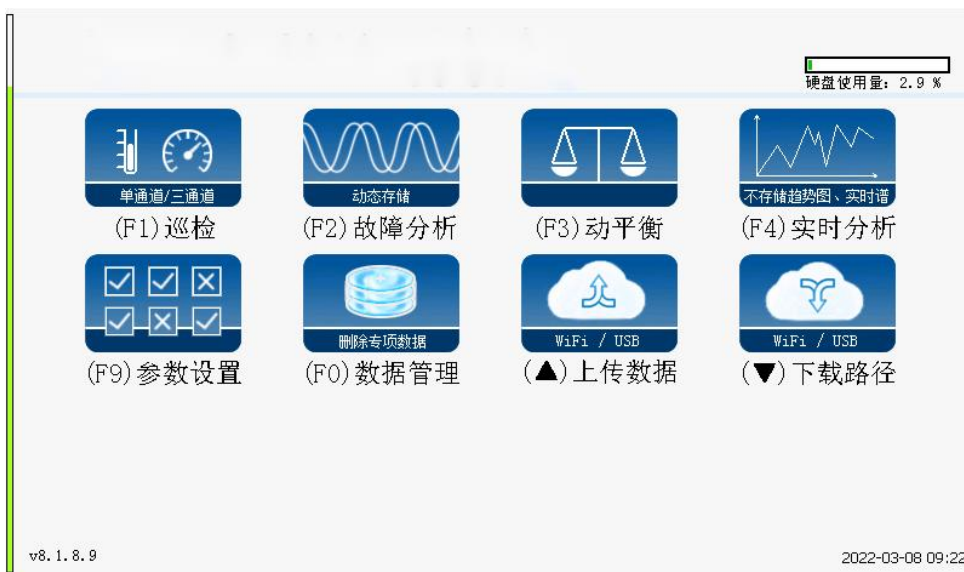 硬盘使用量: 2.9 %
单通道/三通道
动态存储
不存储趋势图、实时谱
(F1)巡检
(F2)故障分析
(F3)动平衡
(F4)实时分析
删除专项数据
WiFi / USB
WiFi / USB
(F9)参数设置
(F0)数据管理
(▲)上传数据
(▼)下载路径
v8.1.8.9
2022-03-08 09:22